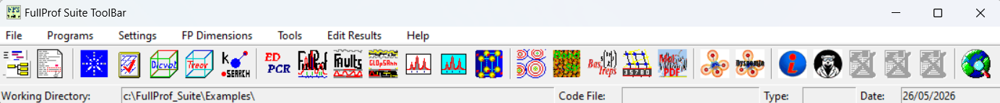 FullProf Suite ToolBar
File Programs Settings FP Dimensions Tools Edit Results Help
Dicvol Treor K SEARCH ED PCR FullProf FAULTS GLOpSAnn Bas Ireps 35780 PDF Dysnomia i
Working Directory: c:\FullProf_Suite\Examples\ Code File: Type: Date: 26/05/2026